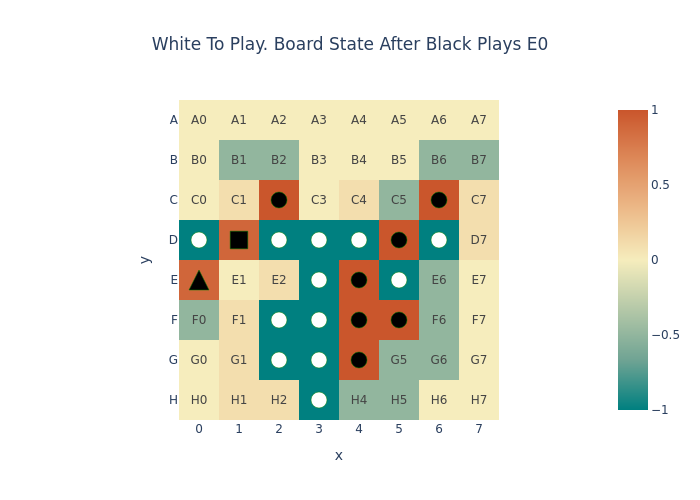 White To Play. Board State After Black Plays E0
A A0 A1 A2 A3 A4 A5 A6 A7
B B0 B1 B2 B3 B4 B5 B6 B7
C C0 C1 C3 C4 C5 C7
D D7
E E1 E2 E6 E7
F F0 F1 F6 F7
G G0 G1 G5 G6 G7
H H0 H1 H2 H4 H5 H6 H7
0 1 2 3 4 5 6 7
x
y
1
0.5
0
−0.5
−1